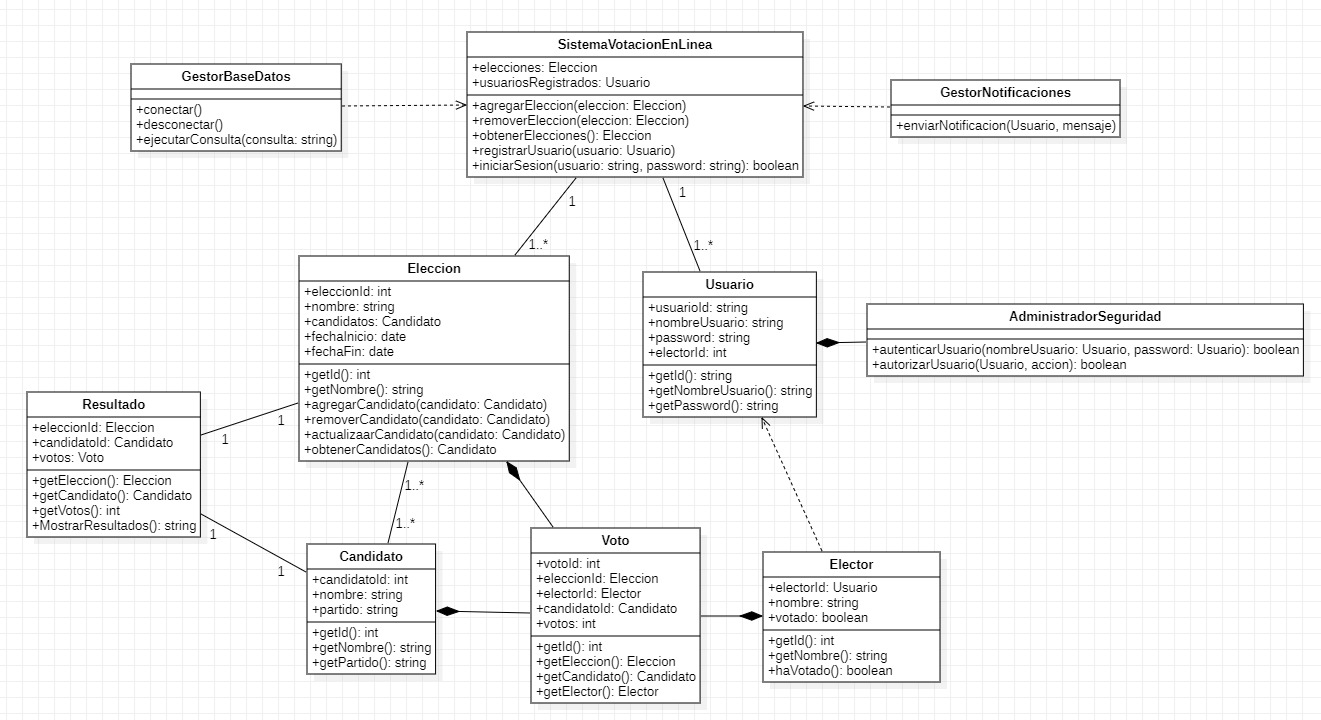 SistemaVotacionEnLinea
+elecciones: Eleccion
+usuariosRegistrados: Usuario
+agregarEleccion(eleccion: Eleccion)
+removerEleccion(eleccion: Eleccion)
+obtenerElecciones(): Eleccion
+registrarUsuario(usuario: Usuario)
+iniciarSesion(usuario: string, password: string): boolean
GestorBaseDatos
+conectar()
+desconectar()
+ejecutarConsulta(consulta: string)
GestorNotificaciones
+enviarNotificacion(Usuario, mensaje)
1
1..*
1
1..*
Eleccion
+eleccionId: int
+nombre: string
+candidatos: Candidato
+fechaInicio: date
+fechaFin: date
+getId(): int
+getNombre(): string
+agregarCandidato(candidato: Candidato)
+removerCandidato(candidato: Candidato)
+actualizaarCandidato(candidato: Candidato)
+obtenerCandidatos(): Candidato
Usuario
+usuarioId: string
+nombreUsuario: string
+password: string
+electorId: int
+getId(): string
+getNombreUsuario(): string
+getPassword(): string
AdministradorSeguridad
+autenticarUsuario(nombreUsuario: Usuario, password: Usuario): boolean
+autorizarUsuario(Usuario, accion): boolean
Resultado
+eleccionId: Eleccion
+candidatoId: Candidato
+votos: Voto
+getEleccion(): Eleccion
+getCandidato(): Candidato
+getVotos(): int
+MostrarResultados(): string
1
1
1
1
1..*
1..*
Candidato
+candidatoId: int
+nombre: string
+partido: string
+getId(): int
+getNombre(): string
+getPartido(): string
Voto
+votoId: int
+eleccionId: Eleccion
+electorId: Elector
+candidatoId: Candidato
+votos: int
+getId(): int
+getEleccion(): Eleccion
+getCandidato(): Candidato
+getElector(): Elector
Elector
+electorId: Usuario
+nombre: string
+votado: boolean
+getId(): int
+getNombre(): string
+haVotado(): boolean